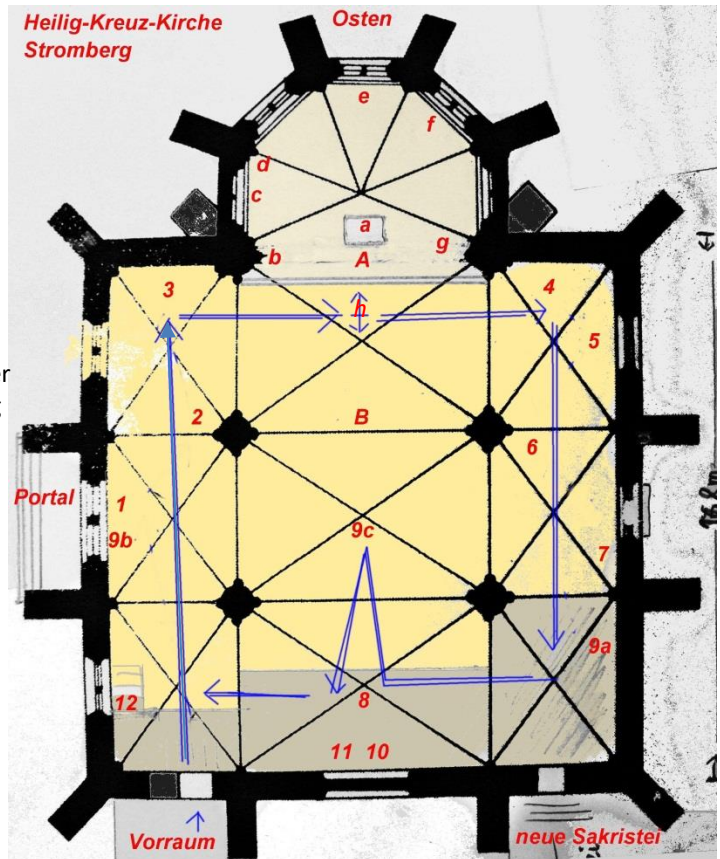 Heilig-Kreuz-Kirche
Stromberg
Osten
e
f
d
c
a
b
g
A
3
4
h
5
er
2
B
6
Portal
1
9b
9c
7
9a
12
8
11 10
Vorraum
neue Sakristei